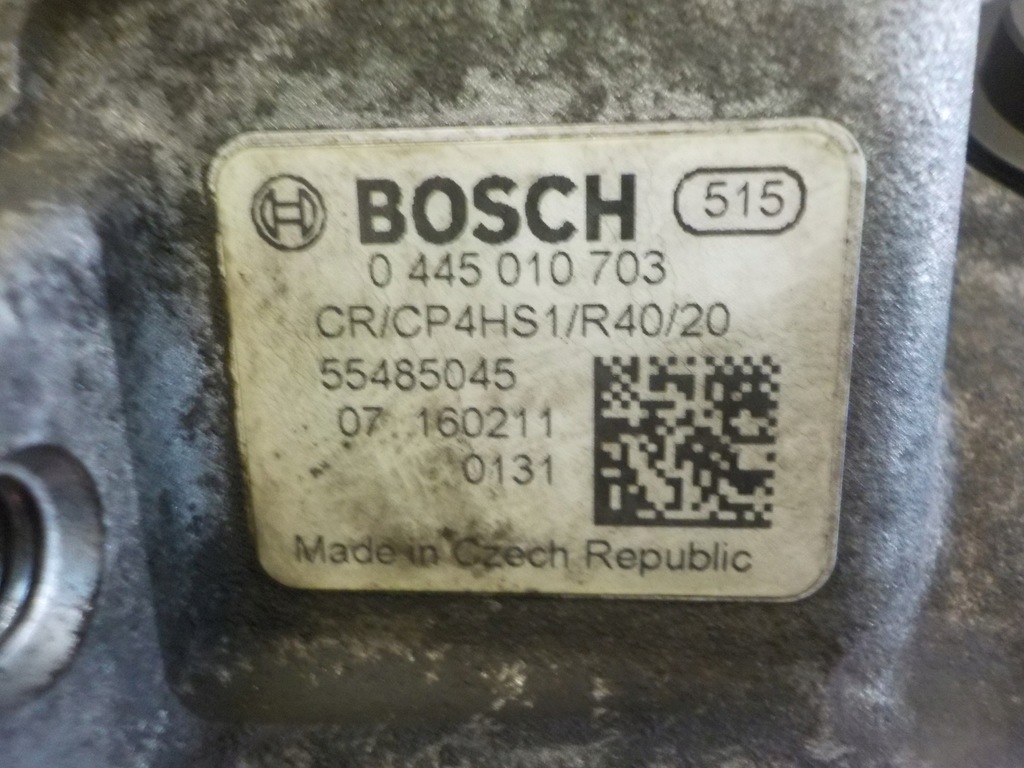 BOSCH 515
0 445 010 703
CR/CP4HS1/R40/20
55485045
07 160211
0131
Made in Czech Republic